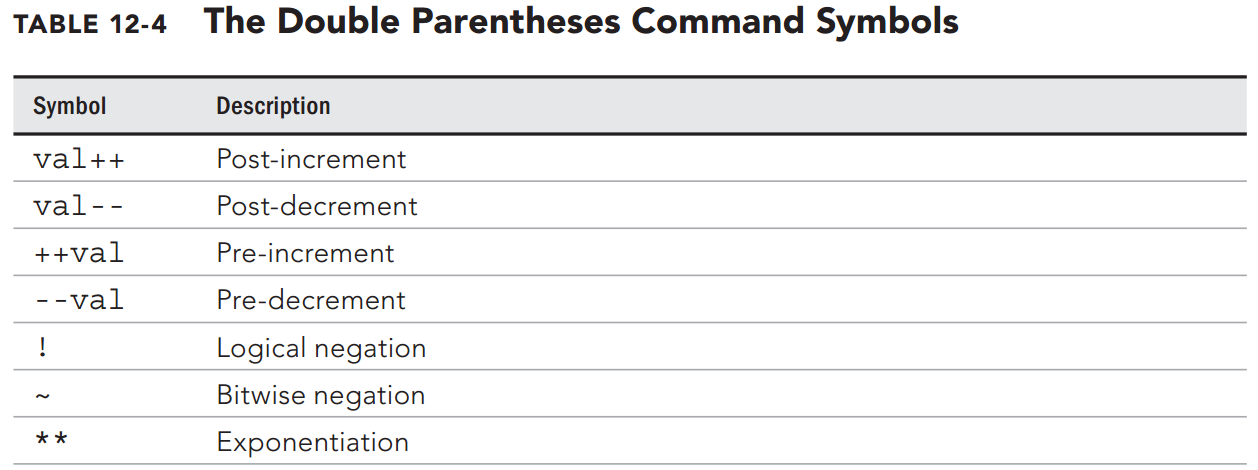 TABLE 12-4 The Double Parentheses Command Symbols
Symbol Description
val++ Post-increment
val-- Post-decrement
++val Pre-increment
--val Pre-decrement
! Logical negation
~ Bitwise negation
** Exponentiation